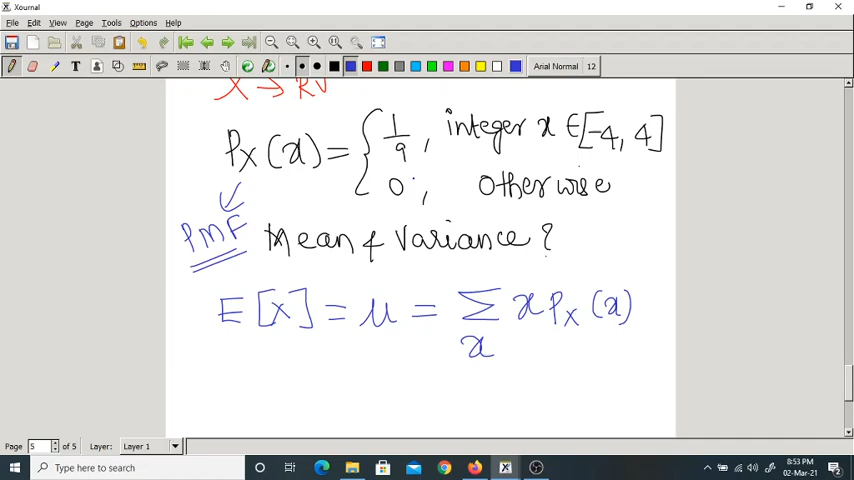 Xournal
File Edit View Page Tools Options Help
Arial Normal 12
X → RV
Px(x) = { 1/9, integer x ∈ [-4, 4]
0, otherwise
PMF Mean & Variance?
E[X] = μ = Σx x Px(x)
Page 5 of 5 Layer: Layer 1
Type here to search
8:53 PM
02-Mar-21
2